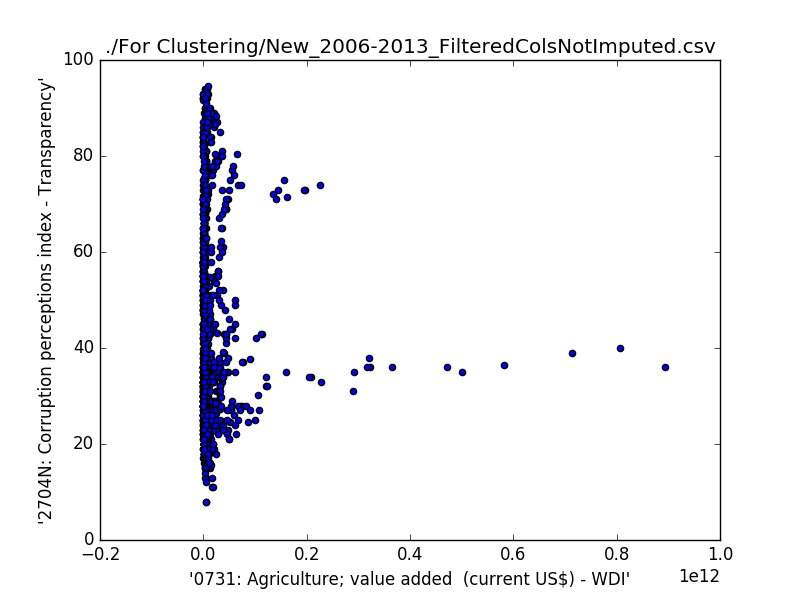 ./For Clustering/New_2006-2013_FilteredColsNotImputed.csv
100
80
60
40
20
0
'2704N: Corruption perceptions index - Transparency'
−0.2 0.0 0.2 0.4 0.6 0.8 1.0
1e12
'0731: Agriculture; value added  (current US$) - WDI'